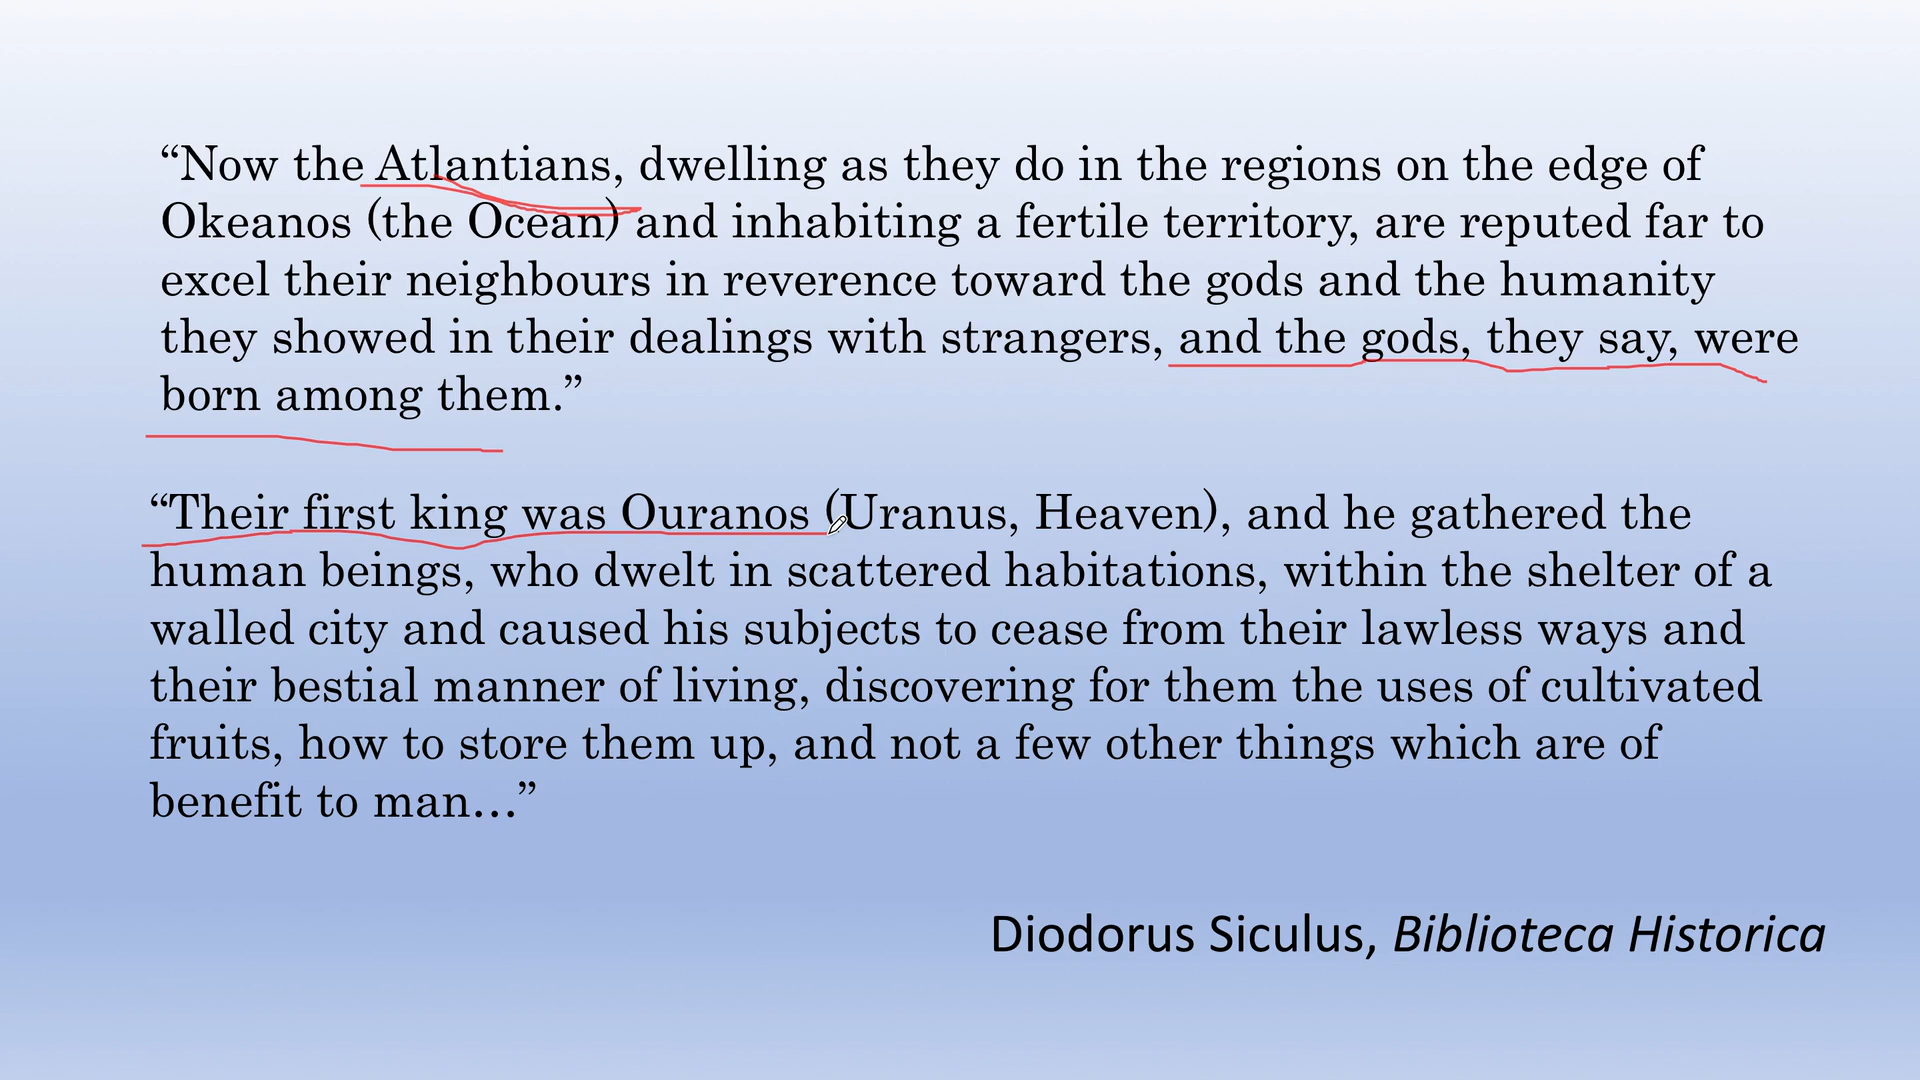 “Now the Atlantians, dwelling as they do in the regions on the edge of
Okeanos (the Ocean) and inhabiting a fertile territory, are reputed far to
excel their neighbours in reverence toward the gods and the humanity
they showed in their dealings with strangers, and the gods, they say, were
born among them.”
“Their first king was Ouranos (Uranus, Heaven), and he gathered the
human beings, who dwelt in scattered habitations, within the shelter of a
walled city and caused his subjects to cease from their lawless ways and
their bestial manner of living, discovering for them the uses of cultivated
fruits, how to store them up, and not a few other things which are of
benefit to man…”
Diodorus Siculus, Biblioteca Historica